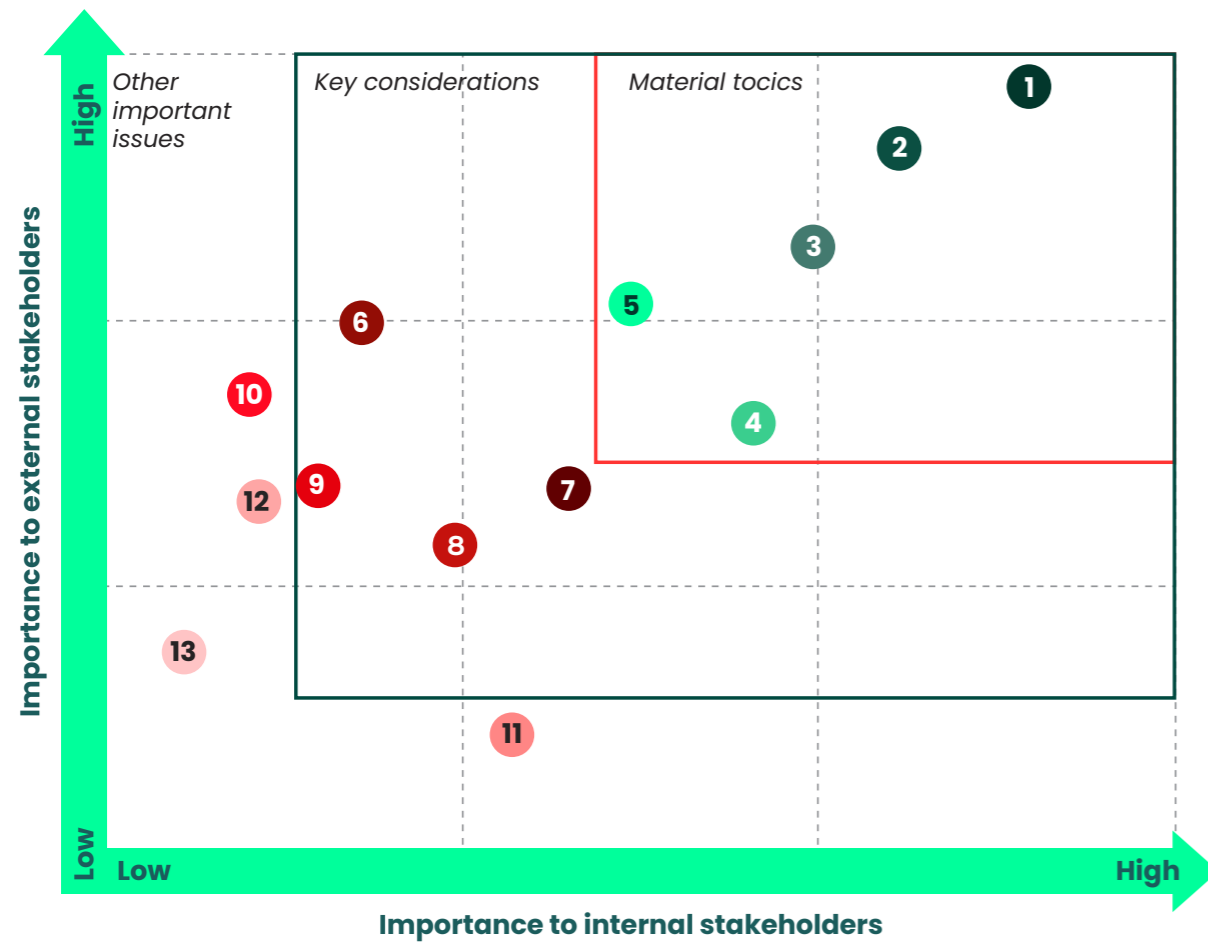 High
Other
important
issues
Key considerations
Material tocics
1
2
3
5
6
10
4
9
12
7
8
13
11
Importance to external stakeholders
Low
Low
High
Importance to internal stakeholders